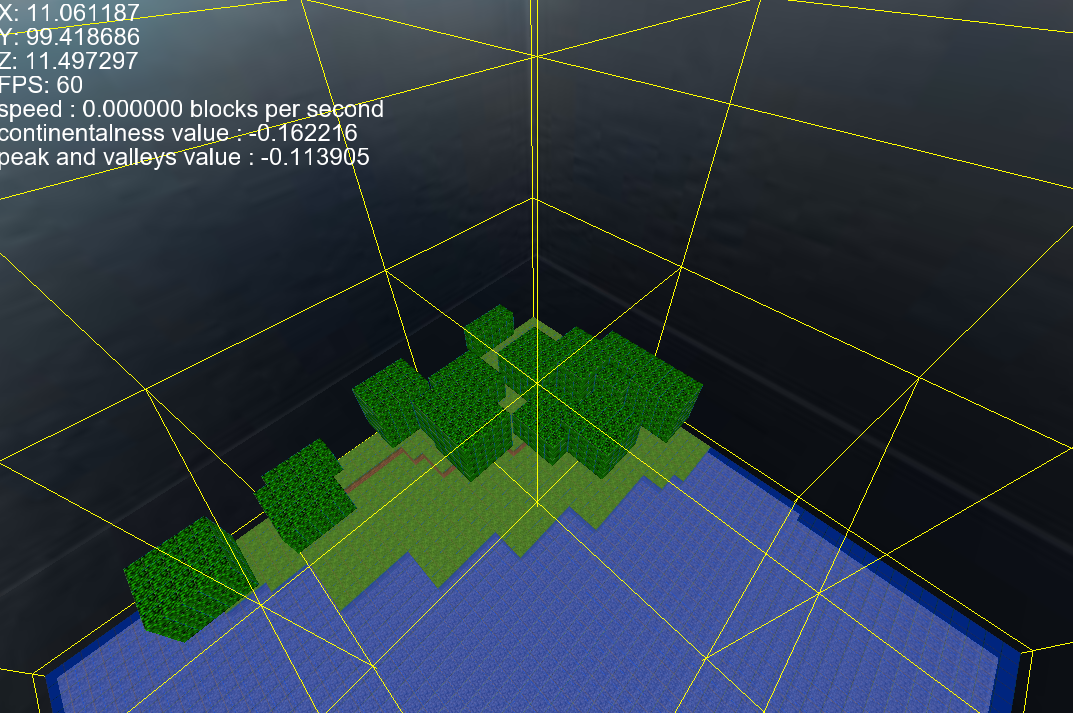 X: 11.061187
Y: 99.418686
Z: 11.497297
FPS: 60
speed : 0.000000 blocks per second
continentalness value : -0.162216
peak and valleys value : -0.113905